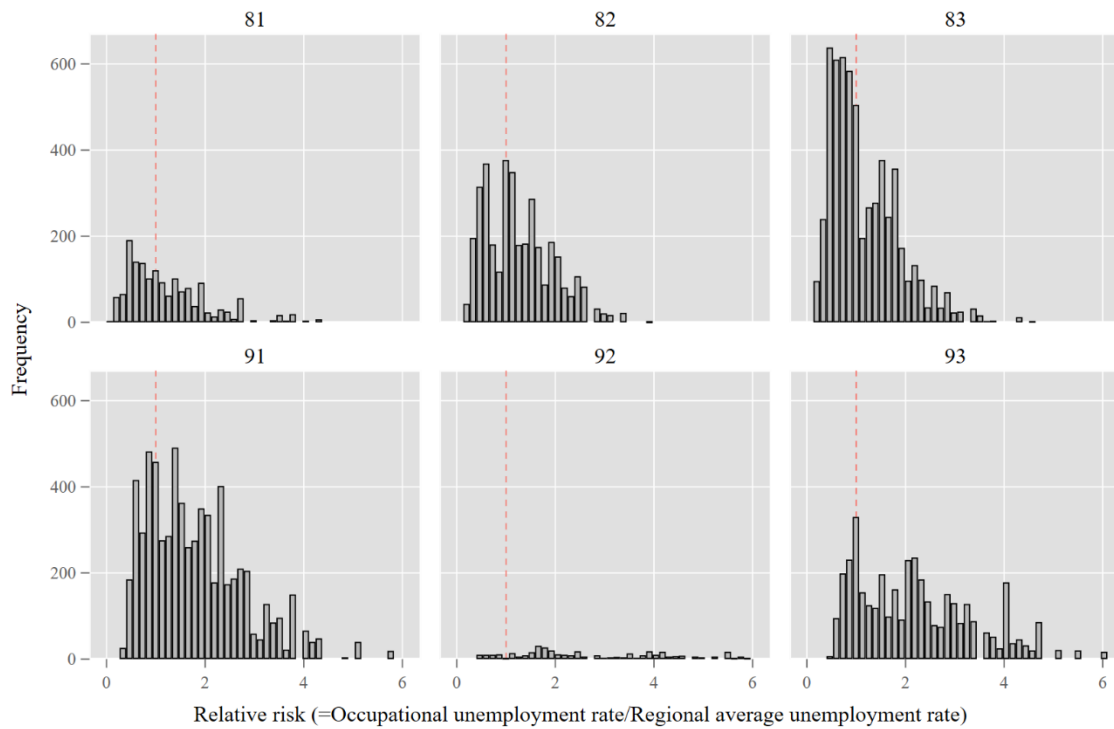 81 82 83
600
400
200
0
91 92 93
600
400
200
0
0 2 4 6 0 2 4 6 0 2 4 6
Frequency
Relative risk (=Occupational unemployment rate/Regional average unemployment rate)